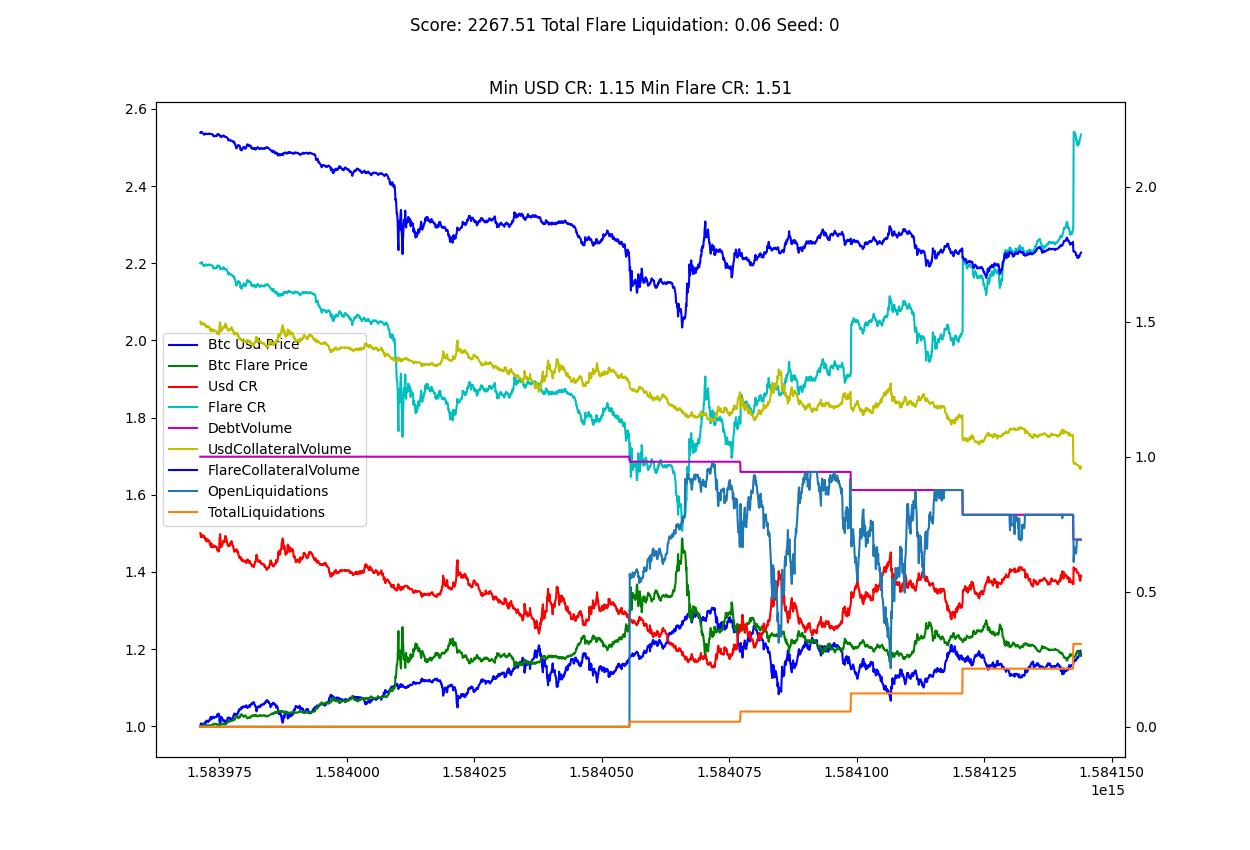 Score: 2267.51 Total Flare Liquidation: 0.06 Seed: 0
Min USD CR: 1.15 Min Flare CR: 1.51
2.6
2.4
2.2
2.0
1.8
1.6
1.4
1.2
1.0
2.0
1.5
1.0
0.5
0.0
Btc Usd Price
Btc Flare Price
Usd CR
Flare CR
DebtVolume
UsdCollateralVolume
FlareCollateralVolume
OpenLiquidations
TotalLiquidations
1.583975 1.584000 1.584025 1.584050 1.584075 1.584100 1.584125 1.584150
1e15